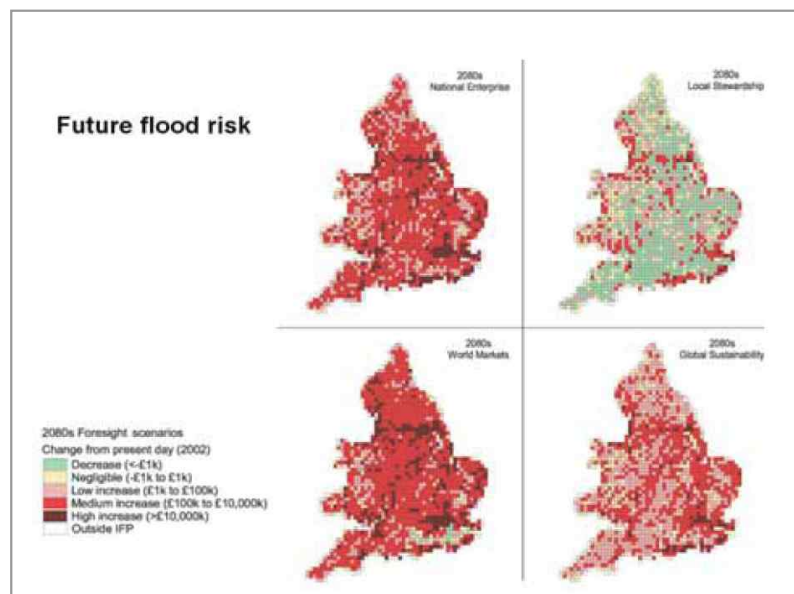 Future flood risk
2080s
National Enterprise
2080s
Local Stewardship
2080s
World Markets
2080s
Global Sustainability
2080s Foresight scenarios
Change from present day (2002)
Decrease (<-£1k)
Negligible (-£1k to £1k)
Low increase (£1k to £100k)
Medium increase (£100k to £10,000k)
High increase (>£10,000k)
Outside IFP